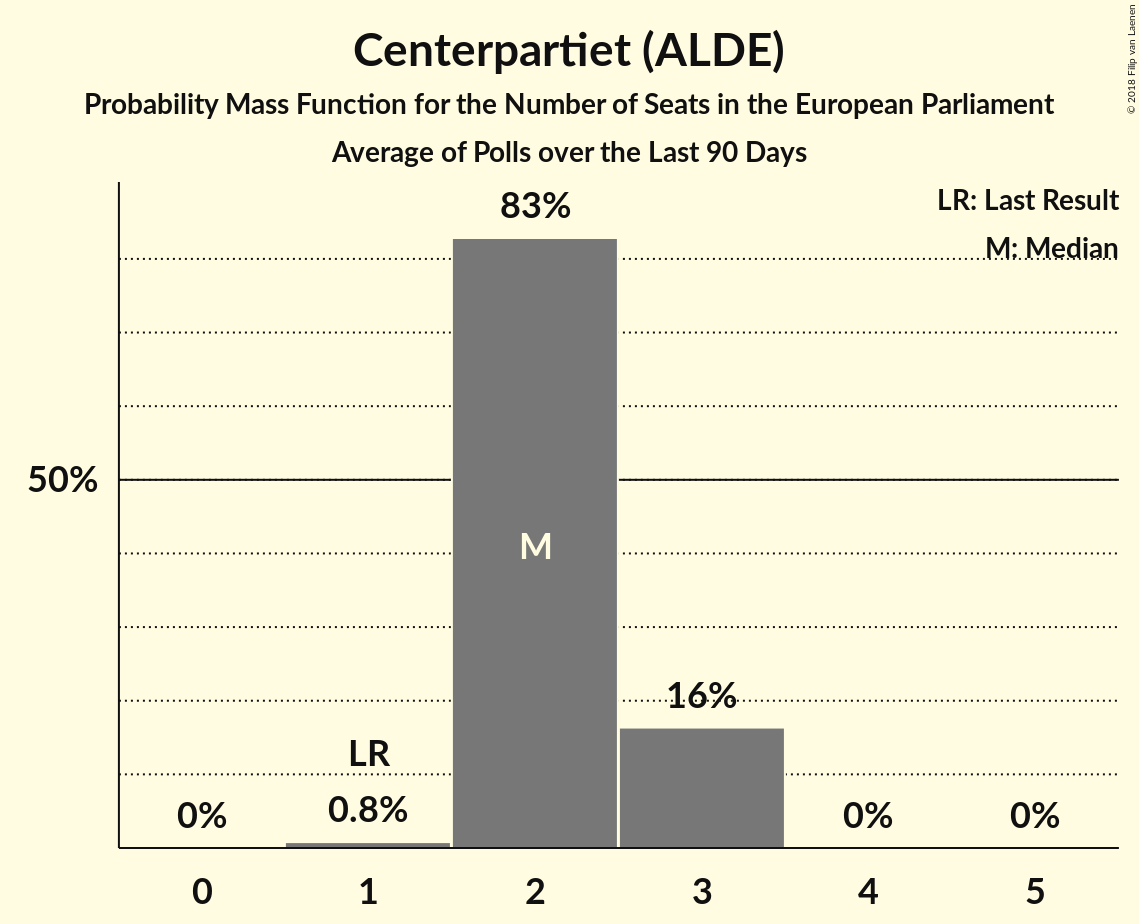 Centerpartiet (ALDE)
Probability Mass Function for the Number of Seats in the European Parliament
Average of Polls over the Last 90 Days
© 2018 Filip van Laenen
LR: Last Result
M: Median
83%
50%
M
16%
LR
0% 0.8% 0% 0%
0 1 2 3 4 5